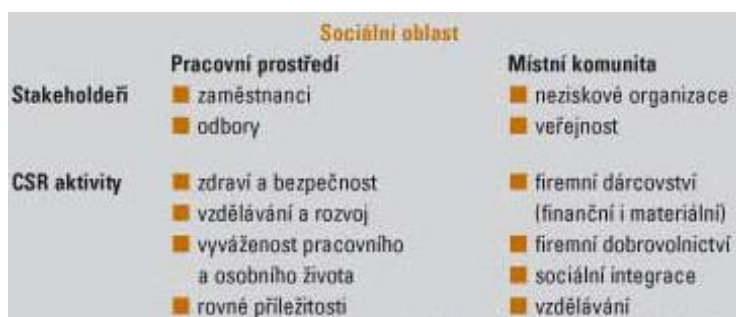 Sociální oblast
Pracovní prostředí Místní komunita
Stakeholdeři ■ zaměstnanci ■ neziskové organizace
■ odbory ■ veřejnost
CSR aktivity ■ zdraví a bezpečnost ■ firemní dárcovství
■ vzdělávání a rozvoj (finanční i materiální)
■ vyváženost pracovního ■ firemní dobrovolnictví
a osobního života ■ sociální integrace
■ rovné příležitosti ■ vzdělávání